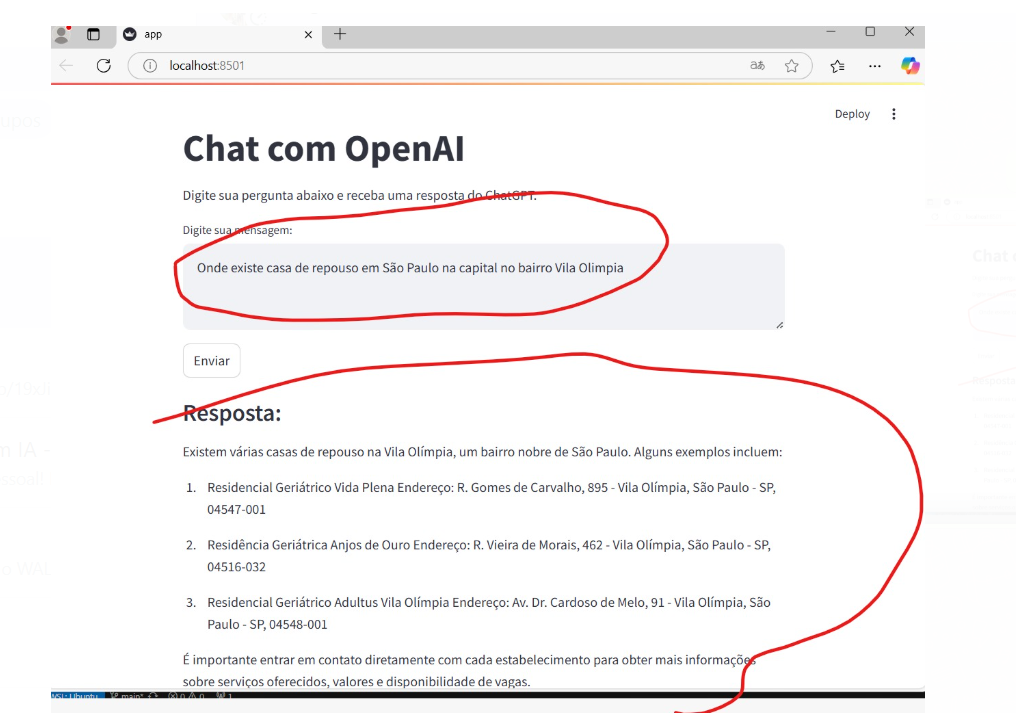 app
localhost:8501
Deploy
Chat com OpenAI
Digite sua pergunta abaixo e receba uma resposta do ChatGPT.
Digite sua mensagem:
Onde existe casa de repouso em São Paulo na capital no bairro Vila Olimpia
Enviar
Resposta:
Existem várias casas de repouso na Vila Olímpia, um bairro nobre de São Paulo. Alguns exemplos incluem:
1. Residencial Geriátrico Vida Plena Endereço: R. Gomes de Carvalho, 895 - Vila Olímpia, São Paulo - SP,
04547-001
2. Residência Geriátrica Anjos de Ouro Endereço: R. Vieira de Morais, 462 - Vila Olímpia, São Paulo - SP,
04516-032
3. Residencial Geriátrico Adultus Vila Olímpia Endereço: Av. Dr. Cardoso de Melo, 91 - Vila Olímpia, São
Paulo - SP, 04548-001
É importante entrar em contato diretamente com cada estabelecimento para obter mais informações
sobre serviços oferecidos, valores e disponibilidade de vagas.